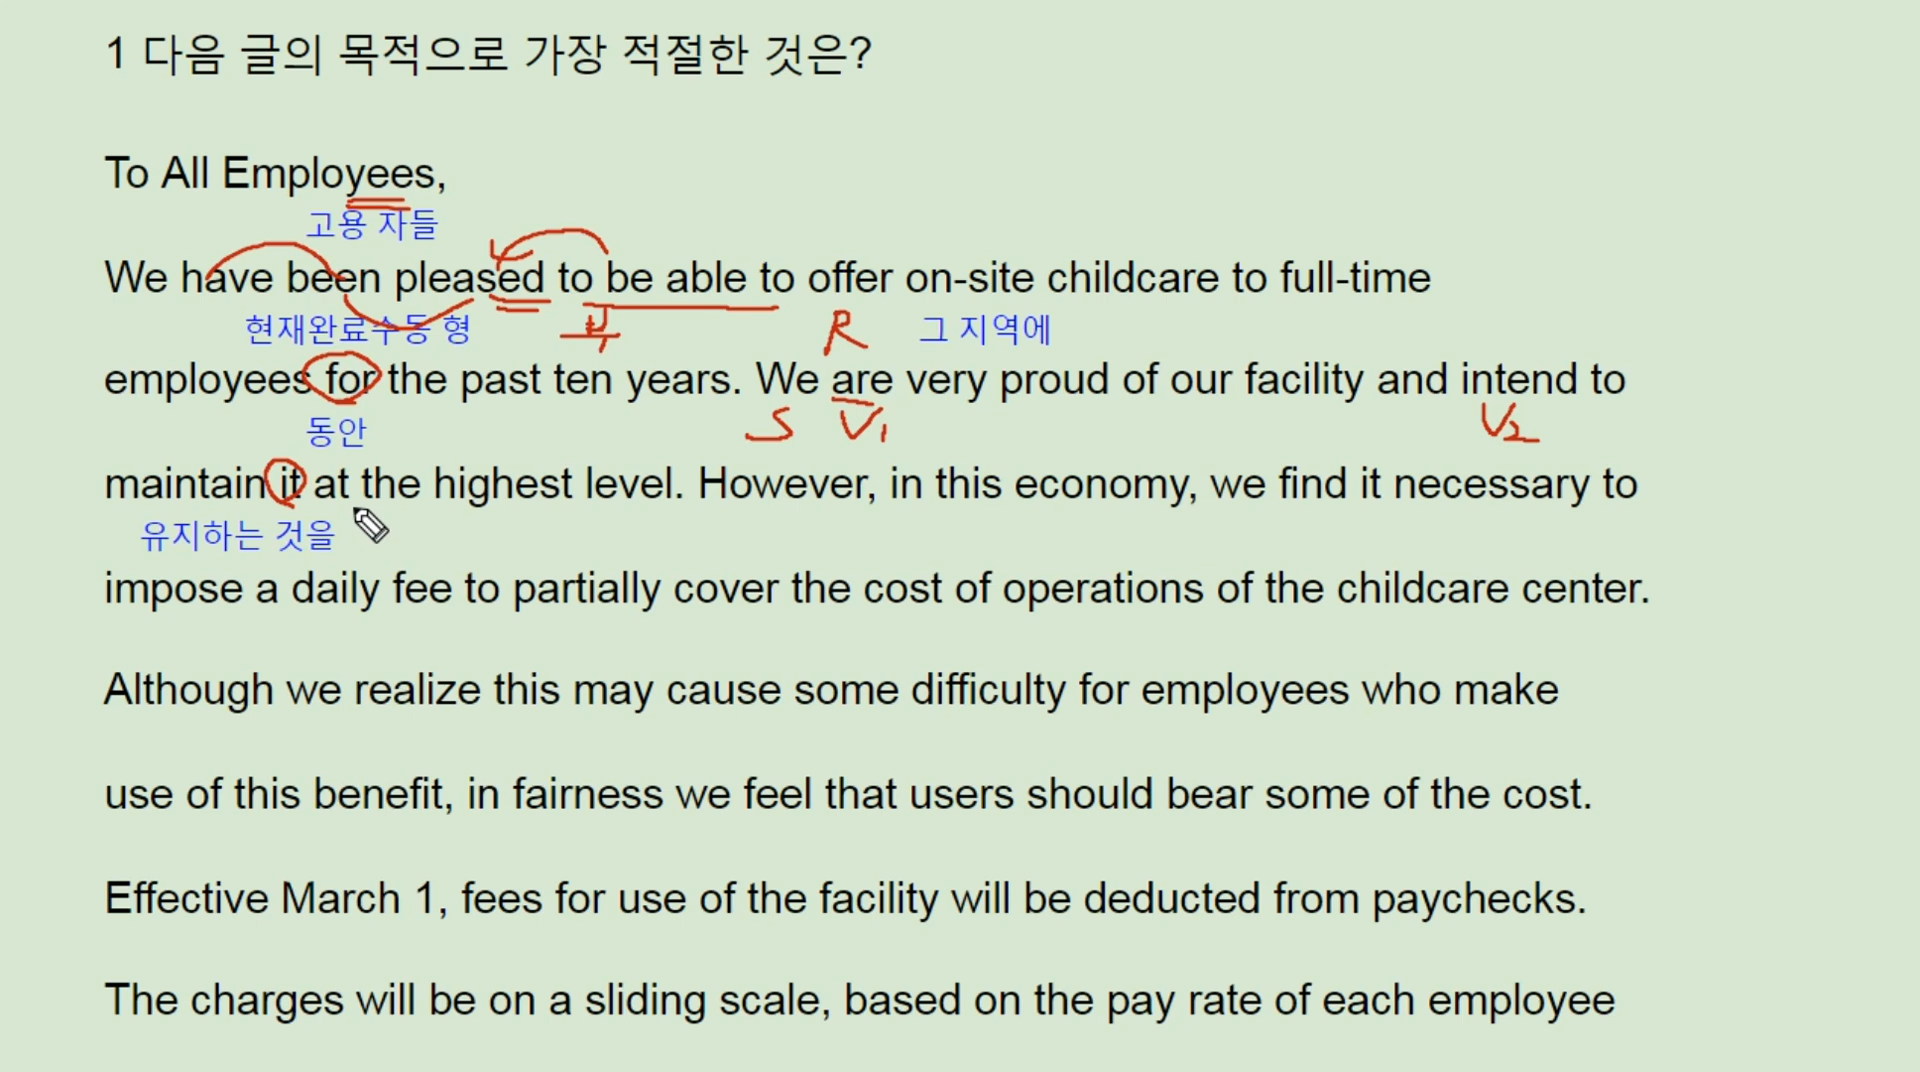 1 다음 글의 목적으로 가장 적절한 것은?
To All Employees,
고용 자들
We have been pleased to be able to offer on-site childcare to full-time
현재완료수동 형 부 R 그 지역에
employees for the past ten years. We are very proud of our facility and intend to
동안 S V1 V2
maintain it at the highest level. However, in this economy, we find it necessary to
유지하는 것을
impose a daily fee to partially cover the cost of operations of the childcare center.
Although we realize this may cause some difficulty for employees who make
use of this benefit, in fairness we feel that users should bear some of the cost.
Effective March 1, fees for use of the facility will be deducted from paychecks.
The charges will be on a sliding scale, based on the pay rate of each employee